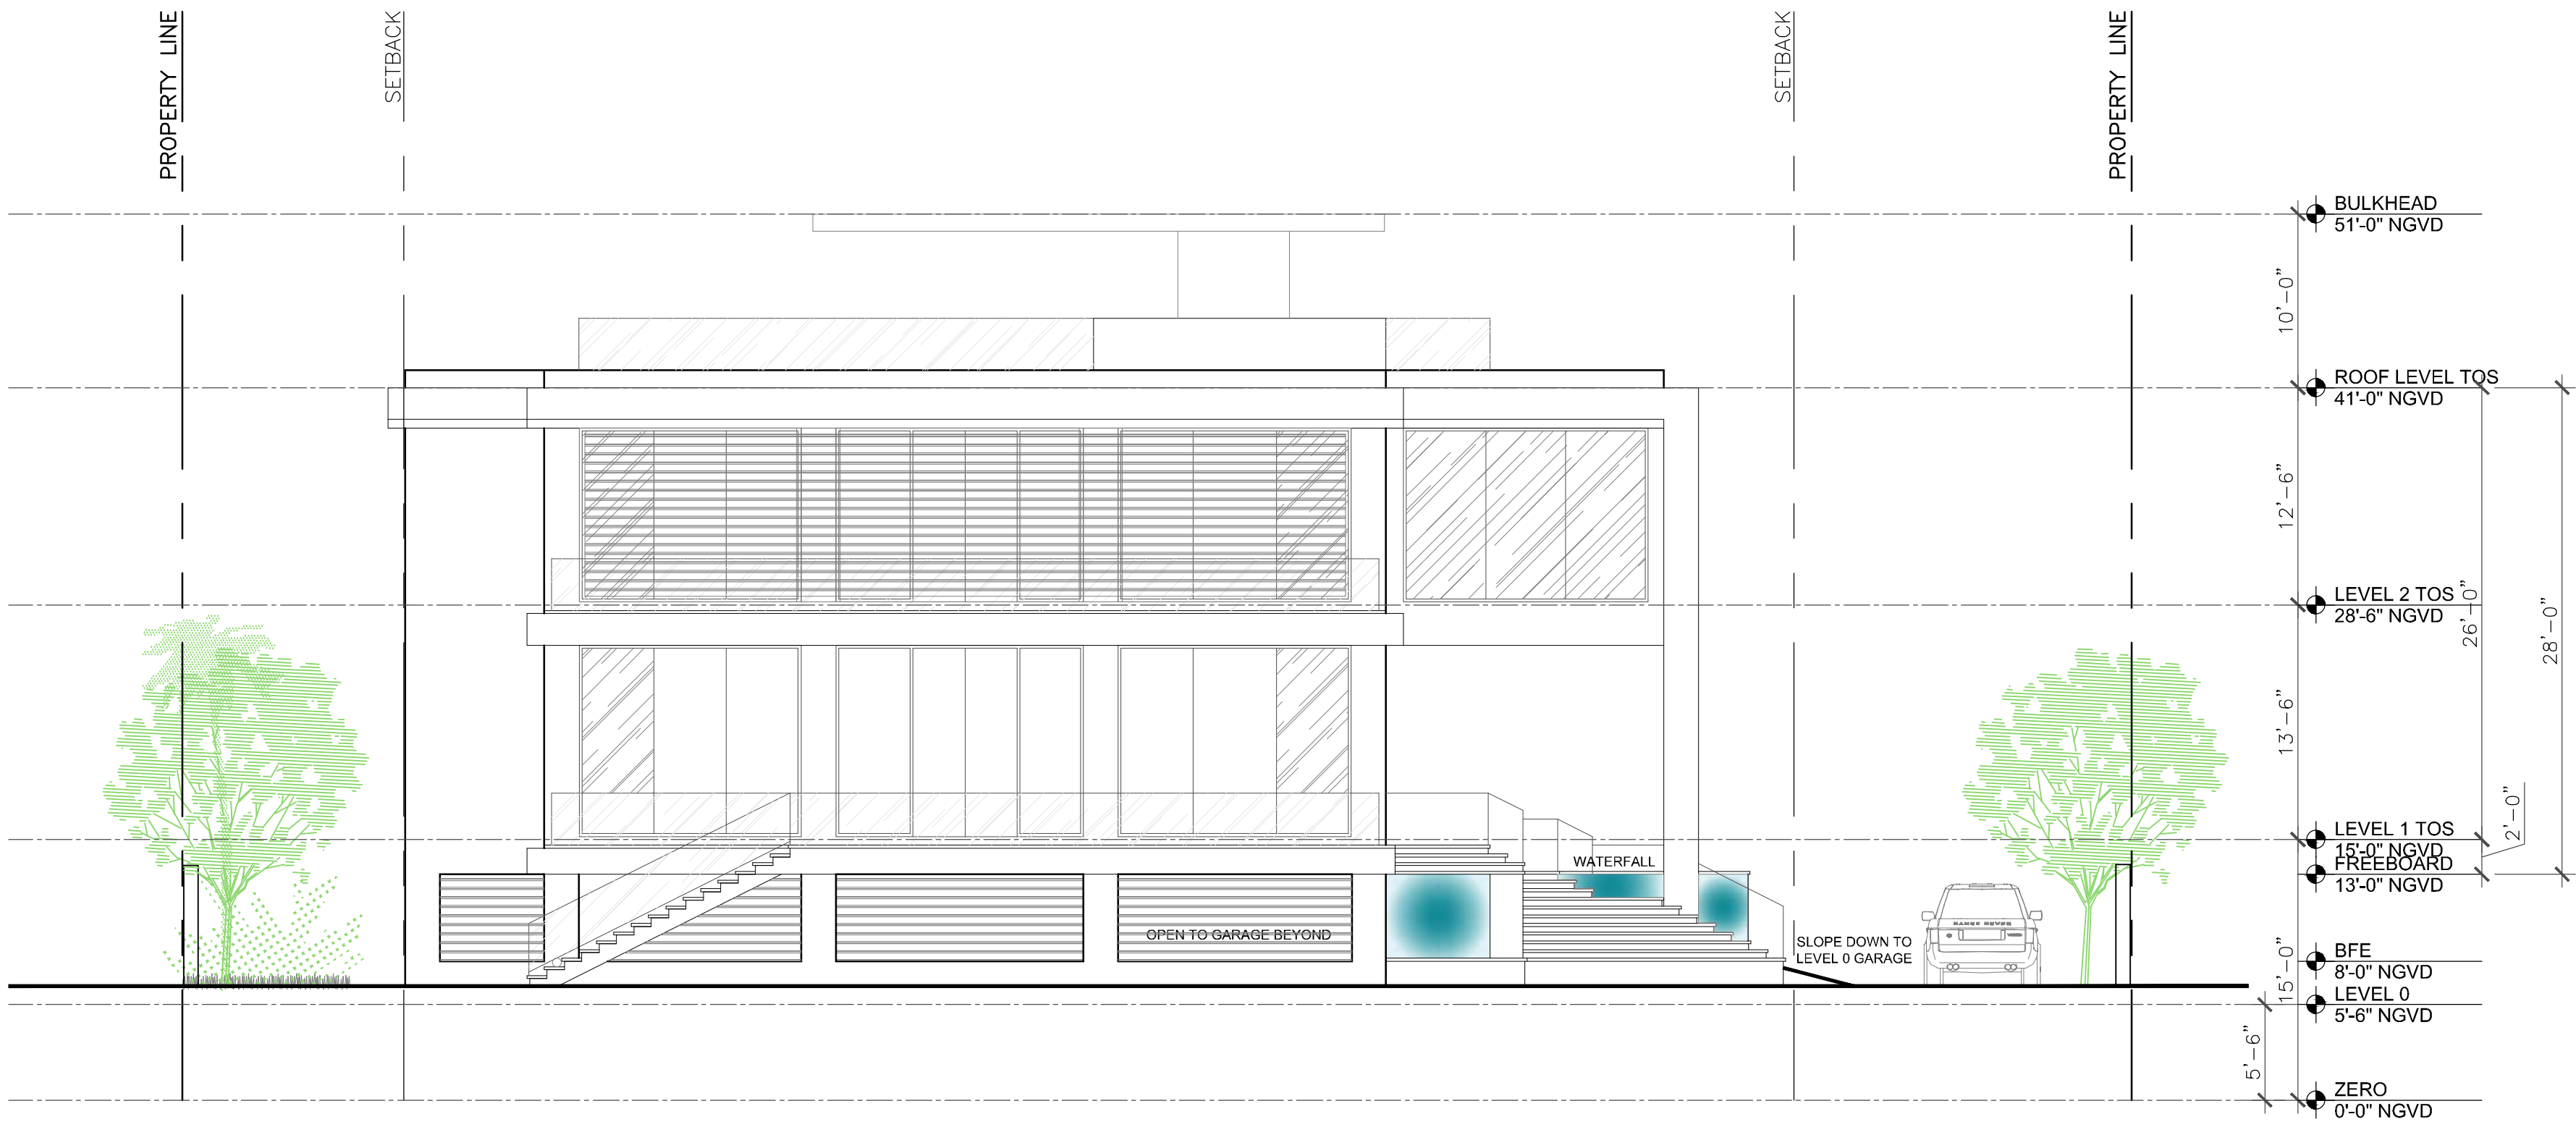 PROPERTY LINE
SETBACK
SETBACK
PROPERTY LINE
BULKHEAD
51'-0" NGVD
10'-0"
ROOF LEVEL TOS
41'-0" NGVD
12'-6"
LEVEL 2 TOS
28'-6" NGVD
26'-0"
28'-0"
13'-6"
2'-0"
LEVEL 1 TOS
15'-0" NGVD
FREEBOARD
13'-0" NGVD
WATERFALL
OPEN TO GARAGE BEYOND
SLOPE DOWN TO
LEVEL 0 GARAGE
RANGE ROVER
BFE
8'-0" NGVD
15'-0"
LEVEL 0
5'-6" NGVD
5'-6"
ZERO
0'-0" NGVD